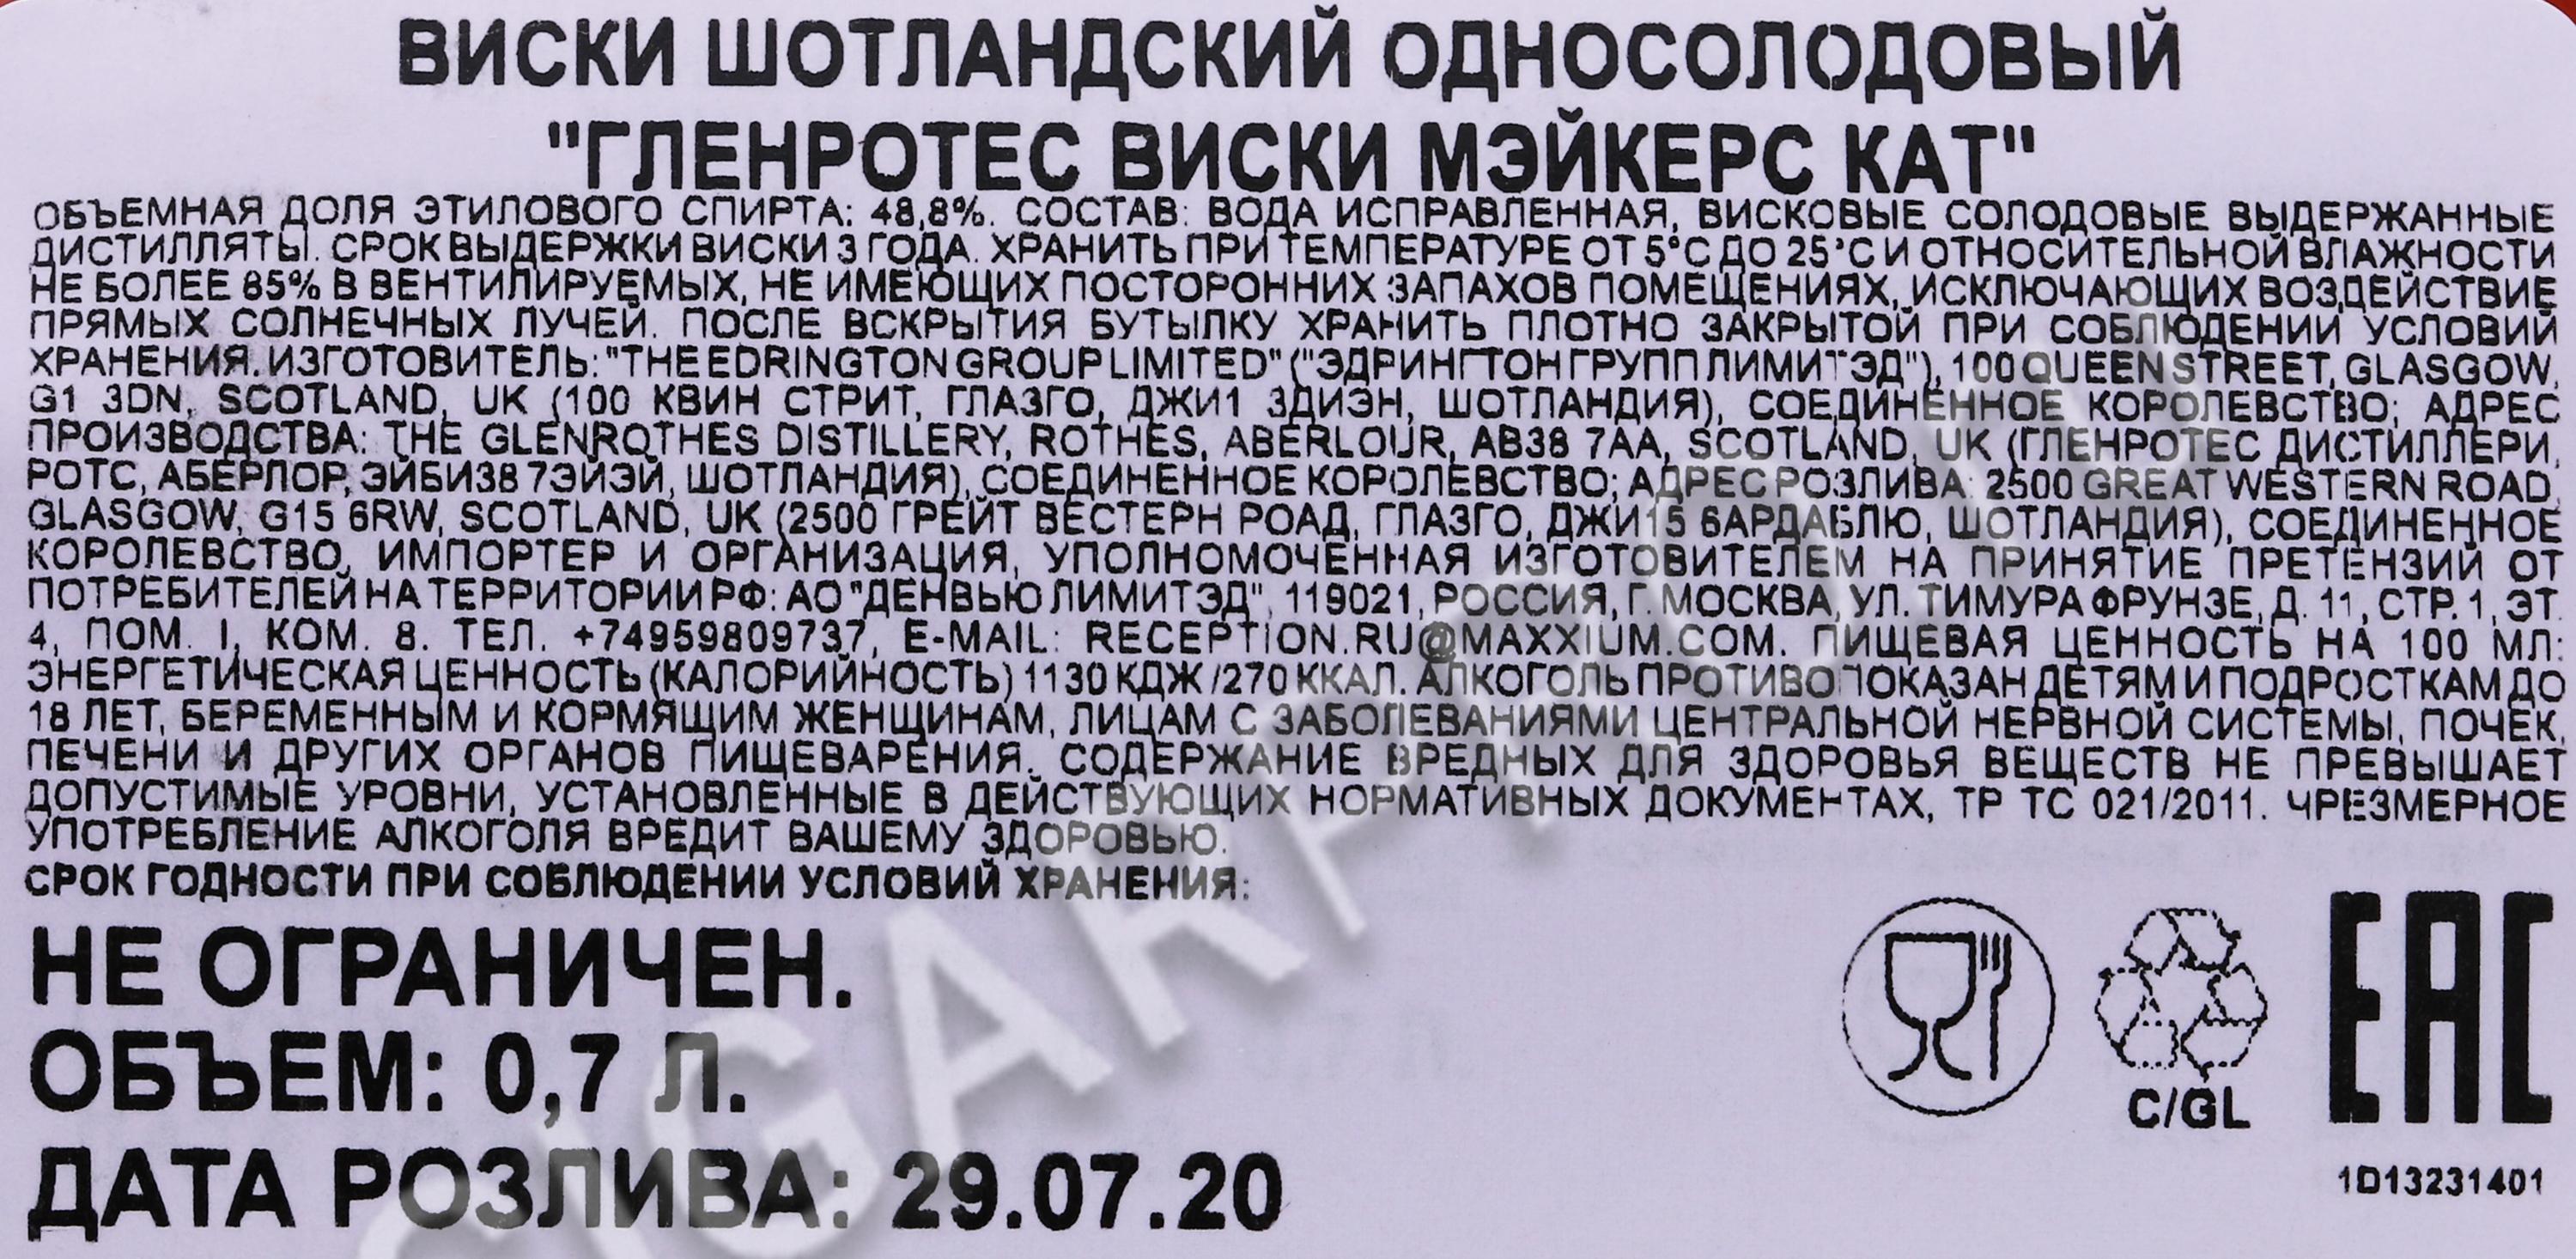 ВИСКИ ШОТЛАНДСКИЙ ОДНОСОЛОДОВЫЙ
"ГЛЕНРОТЕС ВИСКИ МЭЙКЕРС КАТ"
ОБЪЕМНАЯ ДОЛЯ ЭТИЛОВОГО СПИРТА: 48,8%. СОСТАВ: ВОДА ИСПРАВЛЕННАЯ, ВИСКОВЫЕ СОЛОДОВЫЕ ВЫДЕРЖАННЫЕ
ДИСТИЛЛЯТЫ. СРОК ВЫДЕРЖКИ ВИСКИ 3 ГОДА. ХРАНИТЬ ПРИ ТЕМПЕРАТУРЕ ОТ 5°С ДО 25°С И ОТНОСИТЕЛЬНОЙ ВЛАЖНОСТИ
НЕ БОЛЕЕ 85% В ВЕНТИЛИРУЕМЫХ, НЕ ИМЕЮЩИХ ПОСТОРОННИХ ЗАПАХОВ ПОМЕЩЕНИЯХ, ИСКЛЮЧАЮЩИХ ВОЗДЕЙСТВИЕ
ПРЯМЫХ СОЛНЕЧНЫХ ЛУЧЕЙ. ПОСЛЕ ВСКРЫТИЯ БУТЫЛКУ ХРАНИТЬ ПЛОТНО ЗАКРЫТОЙ ПРИ СОБЛЮДЕНИИ УСЛОВИЙ
ХРАНЕНИЯ. ИЗГОТОВИТЕЛЬ: "THE EDRINGTON GROUP LIMITED" ("ЭДРИНГТОН ГРУПП ЛИМИТЭД"), 100 QUEEN STREET, GLASGOW,
G1 3DN, SCOTLAND, UK (100 КВИН СТРИТ, ГЛАЗГО, ДЖИ1 3ДИЭН, ШОТЛАНДИЯ), СОЕДИНЕННОЕ КОРОЛЕВСТВО; АДРЕС
ПРОИЗВОДСТВА: THE GLENROTHES DISTILLERY, ROTHES, ABERLOUR, AB38 7AA, SCOTLAND, UK (ГЛЕНРОТЕС ДИСТИЛЛЕРИ,
РОТС, АБЕРЛОР, ЭЙБИ38 7ЭЙЭЙ, ШОТЛАНДИЯ), СОЕДИНЕННОЕ КОРОЛЕВСТВО; АДРЕС РОЗЛИВА: 2500 GREAT WESTERN ROAD,
GLASGOW, G15 6RW, SCOTLAND, UK (2500 ГРЕЙТ ВЕСТЕРН РОАД, ГЛАЗГО, ДЖИ15 6АРДАБЛЮ, ШОТЛАНДИЯ), СОЕДИНЕННОЕ
КОРОЛЕВСТВО, ИМПОРТЕР И ОРГАНИЗАЦИЯ, УПОЛНОМОЧЕННАЯ ИЗГОТОВИТЕЛЕМ НА ПРИНЯТИЕ ПРЕТЕНЗИЙ ОТ
ПОТРЕБИТЕЛЕЙ НА ТЕРРИТОРИИ РФ: АО "ДЕНВЬЮ ЛИМИТЭД", 119021, РОССИЯ, Г. МОСКВА, УЛ. ТИМУРА ФРУНЗЕ, Д. 11, СТР. 1, ЭТ.
4, ПОМ. I, КОМ. 8. ТЕЛ. +74959809737, E-MAIL: RECEPTION.RU@MAXXIUM.COM. ПИЩЕВАЯ ЦЕННОСТЬ НА 100 МЛ:
ЭНЕРГЕТИЧЕСКАЯ ЦЕННОСТЬ (КАЛОРИЙНОСТЬ) 1130 КДЖ /270 ККАЛ. АЛКОГОЛЬ ПРОТИВОПОКАЗАН ДЕТЯМ И ПОДРОСТКАМ ДО
18 ЛЕТ, БЕРЕМЕННЫМ И КОРМЯЩИМ ЖЕНЩИНАМ, ЛИЦАМ С ЗАБОЛЕВАНИЯМИ ЦЕНТРАЛЬНОЙ НЕРВНОЙ СИСТЕМЫ, ПОЧЕК,
ПЕЧЕНИ И ДРУГИХ ОРГАНОВ ПИЩЕВАРЕНИЯ. СОДЕРЖАНИЕ ВРЕДНЫХ ДЛЯ ЗДОРОВЬЯ ВЕЩЕСТВ НЕ ПРЕВЫШАЕТ
ДОПУСТИМЫЕ УРОВНИ, УСТАНОВЛЕННЫЕ В ДЕЙСТВУЮЩИХ НОРМАТИВНЫХ ДОКУМЕНТАХ, ТР ТС 021/2011. ЧРЕЗМЕРНОЕ
УПОТРЕБЛЕНИЕ АЛКОГОЛЯ ВРЕДИТ ВАШЕМУ ЗДОРОВЬЮ.
СРОК ГОДНОСТИ ПРИ СОБЛЮДЕНИИ УСЛОВИЙ ХРАНЕНИЯ:
НЕ ОГРАНИЧЕН.
ОБЪЕМ: 0,7 Л.
ДАТА РОЗЛИВА: 29.07.20
C/GL
EAC
1D13231401